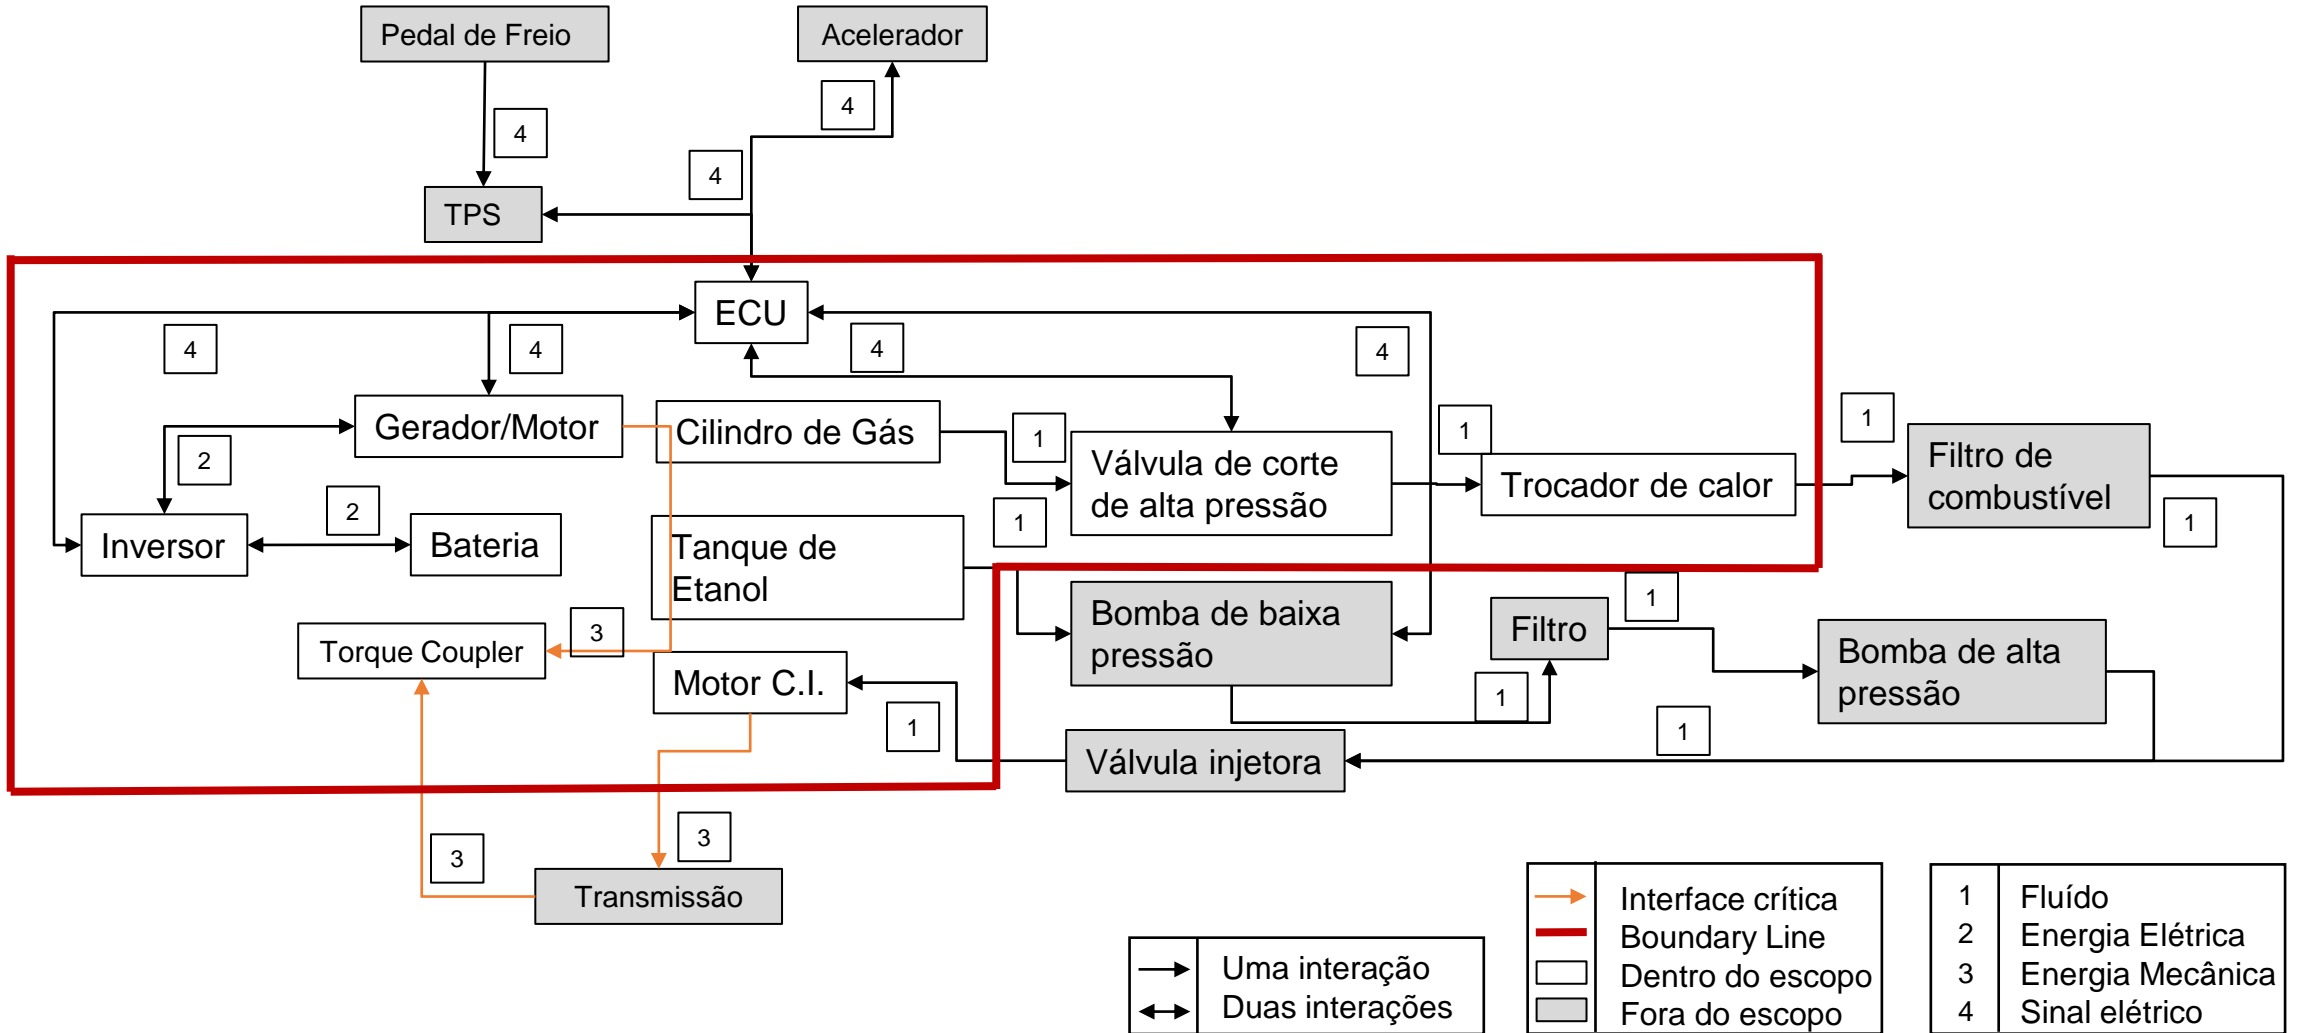 Pedal de Freio
Acelerador
4
4
4
TPS
ECU
4
4
4
4
Gerador/Motor
Cilindro de Gás
1
1
1
Válvula de corte
de alta pressão
Trocador de calor
Filtro de
combustível
2
2
1
1
Inversor
Bateria
Tanque de
Etanol
Bomba de baixa
pressão
Filtro
1
Bomba de alta
pressão
Torque Coupler
3
Motor C.I.
1
1
1
Válvula injetora
3
3
Transmissão
Uma interação
Duas interações
Interface crítica
Boundary Line
Dentro do escopo
Fora do escopo
1 Fluído
2 Energia Elétrica
3 Energia Mecânica
4 Sinal elétrico